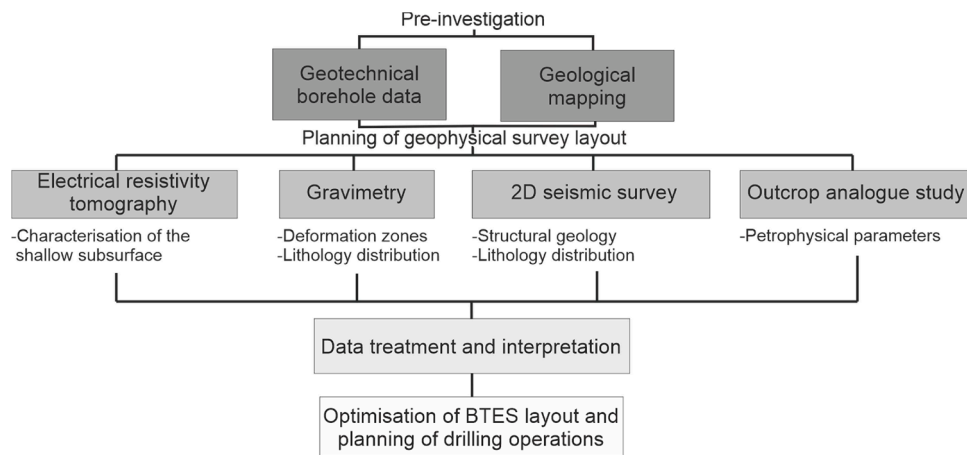 Pre-investigation
Geotechnical
borehole data
Geological
mapping
Planning of geophysical survey layout
Electrical resistivity
tomography
-Characterisation of the
shallow subsurface
Gravimetry
-Deformation zones
-Lithology distribution
2D seismic survey
-Structural geology
-Lithology distribution
Outcrop analogue study
-Petrophysical parameters
Data treatment and interpretation
Optimisation of BTES layout and
planning of drilling operations